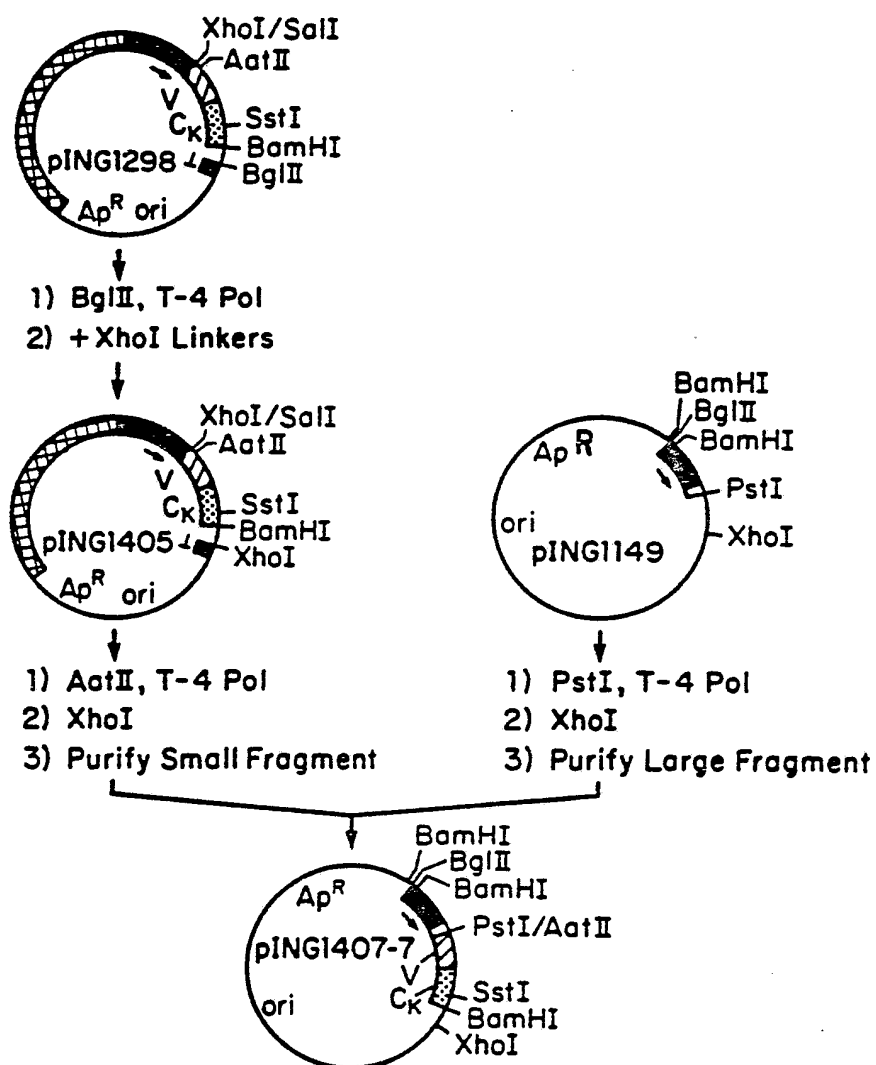 XhoI/SalI
AatII
V
CK
SstI
BamHI
BglII
pING1298
ApR ori
1) BglII, T-4 Pol
2) +XhoI Linkers
XhoI/SalI
AatII
V
CK
SstI
BamHI
XhoI
pING1405
ApR ori
1) AatII, T-4 Pol
2) XhoI
3) Purify Small Fragment
BamHI
BglII
BamHI
ApR
PstI
ori
XhoI
pING1149
1) PstI, T-4 Pol
2) XhoI
3) Purify Large Fragment
BamHI
BglII
BamHI
ApR
PstI/AatII
pING1407-7
V
CK
ori
SstI
BamHI
XhoI